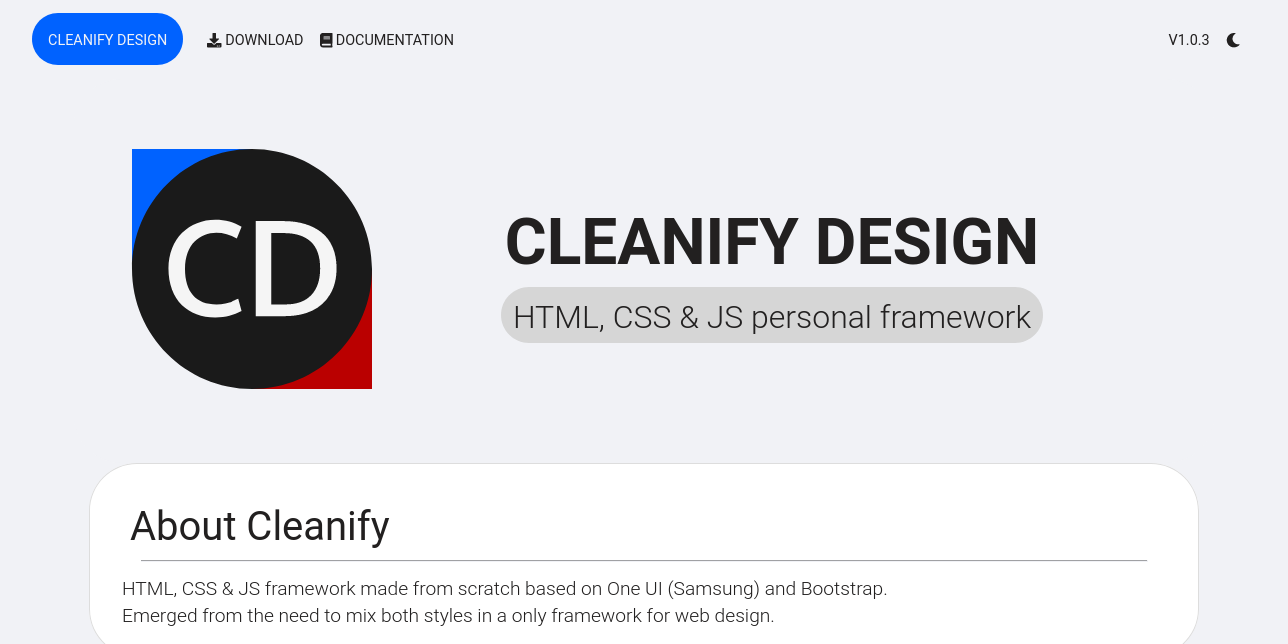 CLEANIFY DESIGN DOWNLOAD DOCUMENTATION V1.0.3
CD
CLEANIFY DESIGN
HTML, CSS & JS personal framework
About Cleanify
HTML, CSS & JS framework made from scratch based on One UI (Samsung) and Bootstrap.
Emerged from the need to mix both styles in a only framework for web design.